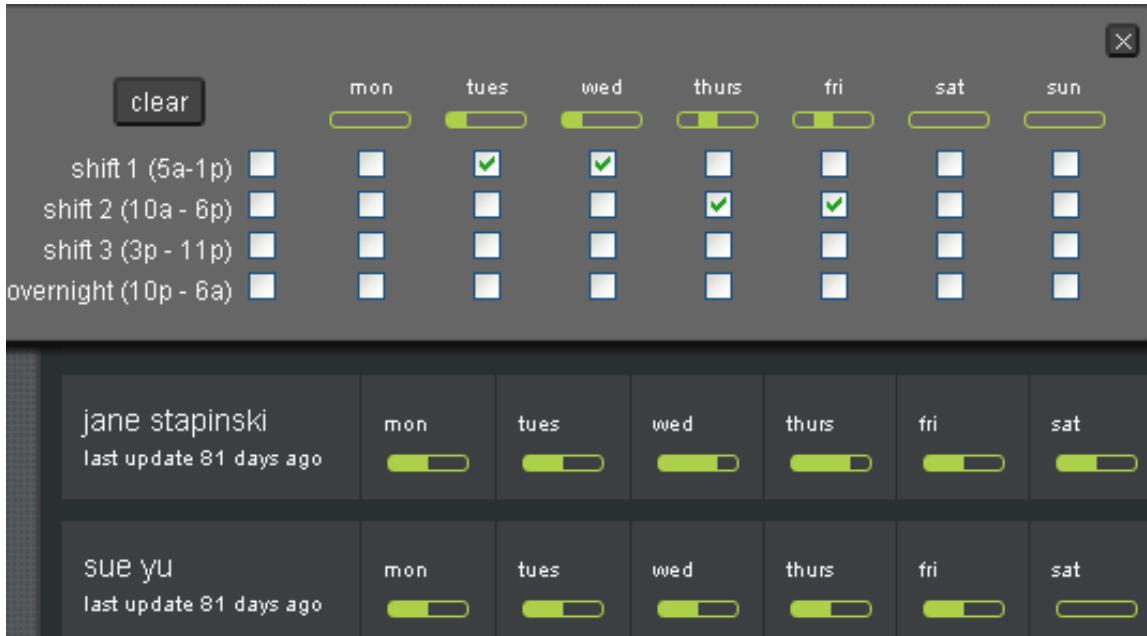 clear mon tues wed thurs fri sat sun
shift 1 (5a-1p)
shift 2 (10a - 6p)
shift 3 (3p - 11p)
overnight (10p - 6a)
jane stapinski
last update 81 days ago
mon tues wed thurs fri sat
sue yu
last update 81 days ago
mon tues wed thurs fri sat